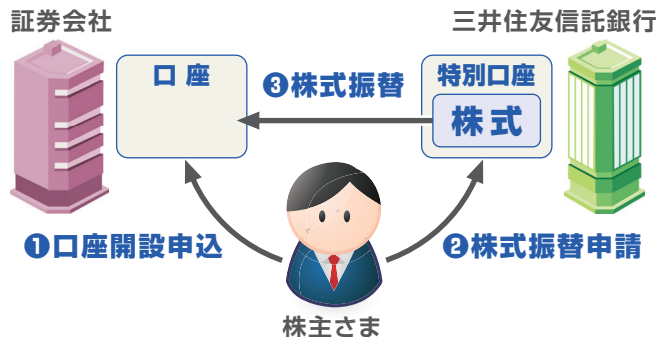 証券会社
三井住友信託銀行
口座
❸株式振替
特別口座
株式
❶口座開設申込
❷株式振替申請
株主さま